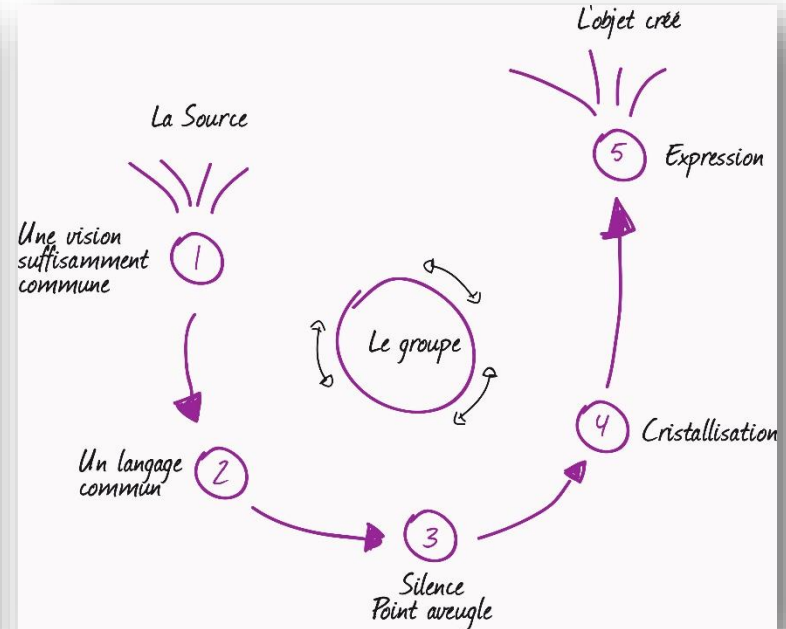 La Source
Une vision
suffisamment
commune
1
Un langage
commun
2
3
Silence
Point aveugle
4
Cristallisation
5
Expression
L'objet créé
Le groupe